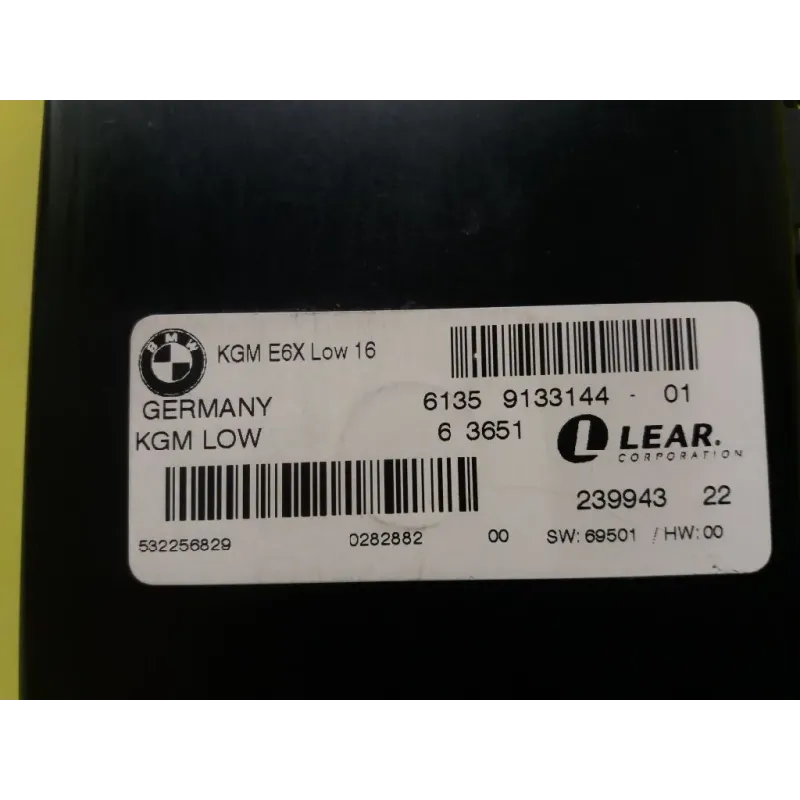 BMW
KGM E6X Low 16
GERMANY
6135 9133144 - 01
KGM LOW
6 3651
L LEAR.
CORPORATION
239943 22
532256829 0282882 00 SW: 69501 / HW: 00